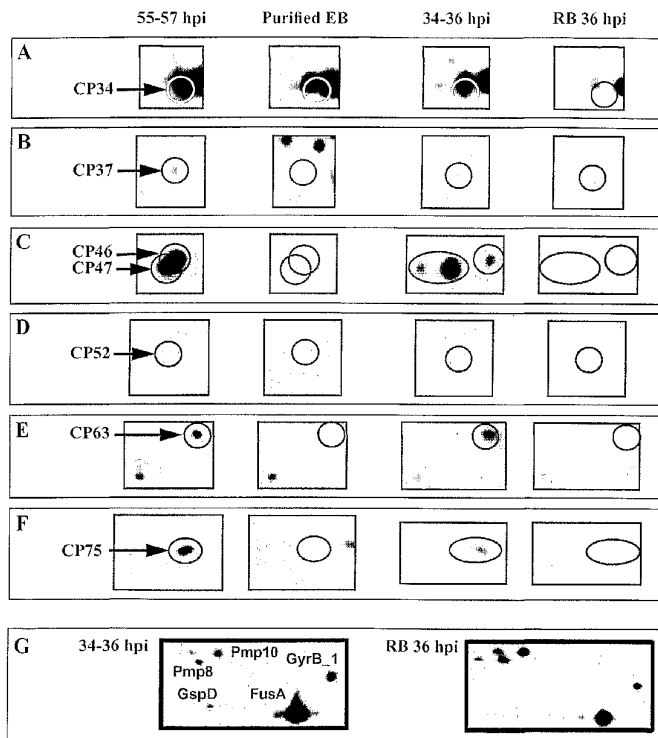 55-57 hpi Purified EB 34-36 hpi RB 36 hpi
A
CP34
B
CP37
C
CP46
CP47
D
CP52
E
CP63
F
CP75
G 34-36 hpi RB 36 hpi
Pmp10
GyrB_1
Pmp8
GspD FusA